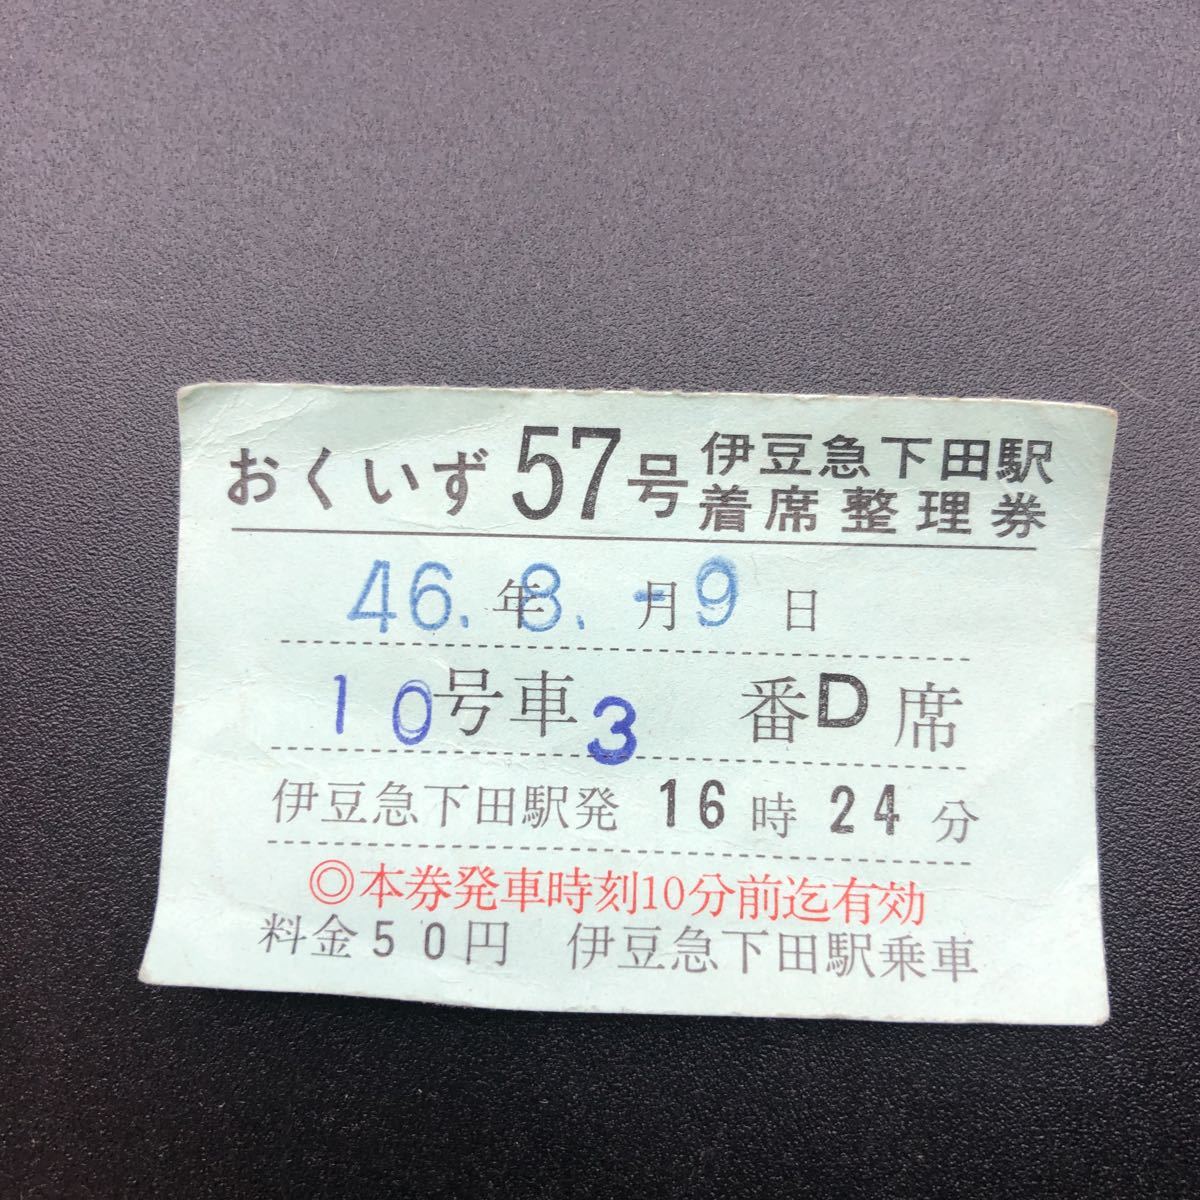 おくいず57号 伊豆急下田駅
着席整理券
46.年8.-月9日
10号車3番D席
伊豆急下田駅発 16時24分
◎本券発車時刻10分前迄有効
料金50円 伊豆急下田駅乗車